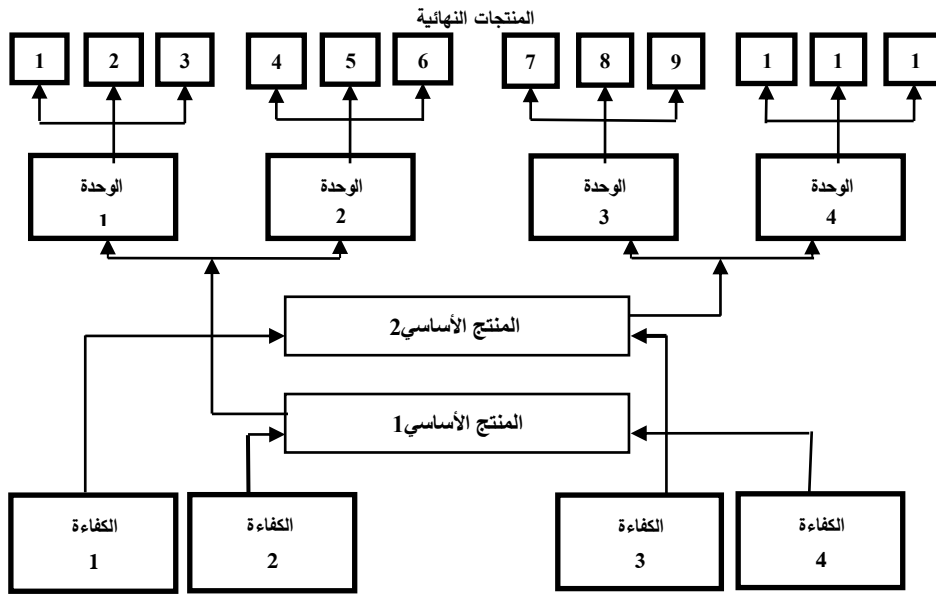 المنتجات النهائية
1 2 3 4 5 6 7 8 9 1 1 1
الوحدة
1
الوحدة
2
الوحدة
3
الوحدة
4
المنتج الأساسي2
المنتج الأساسي1
الكفاءة
1
الكفاءة
2
الكفاءة
3
الكفاءة
4